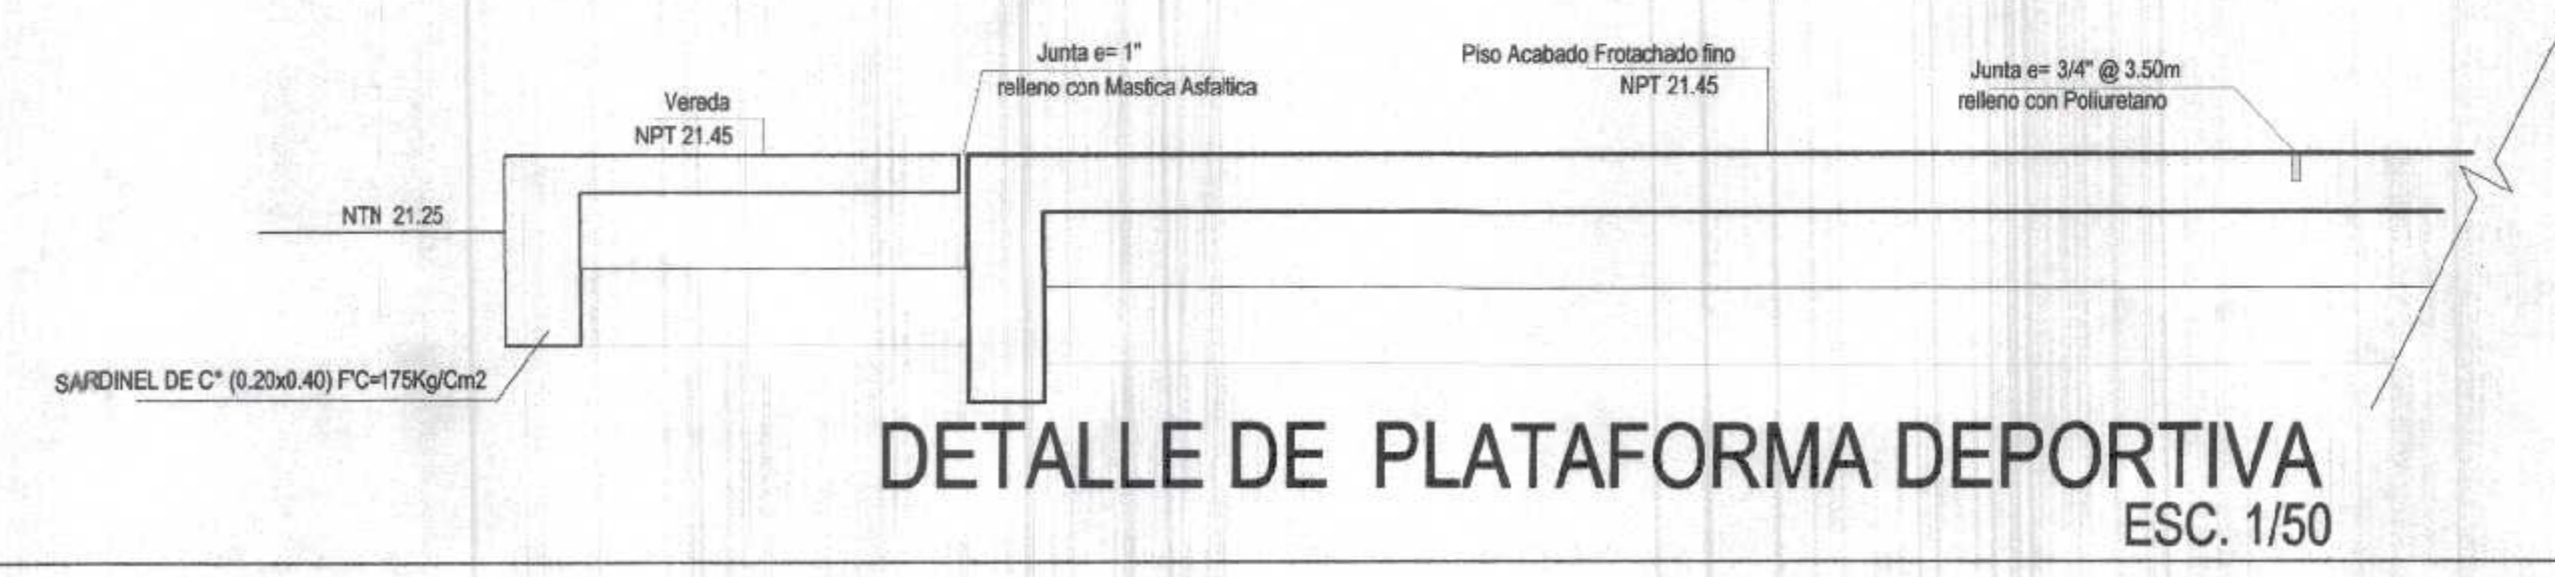 Junta e= 1"
relleno con Mastica Asfaltica
Piso Acabado Frotachado fino
NPT 21.45
Junta e= 3/4" @ 3.50m
relleno con Poliuretano
Vereda
NPT 21.45
NTN 21.25
SARDINEL DE C° (0.20x0.40) F'C=175Kg/Cm2
DETALLE DE PLATAFORMA DEPORTIVA
ESC. 1/50